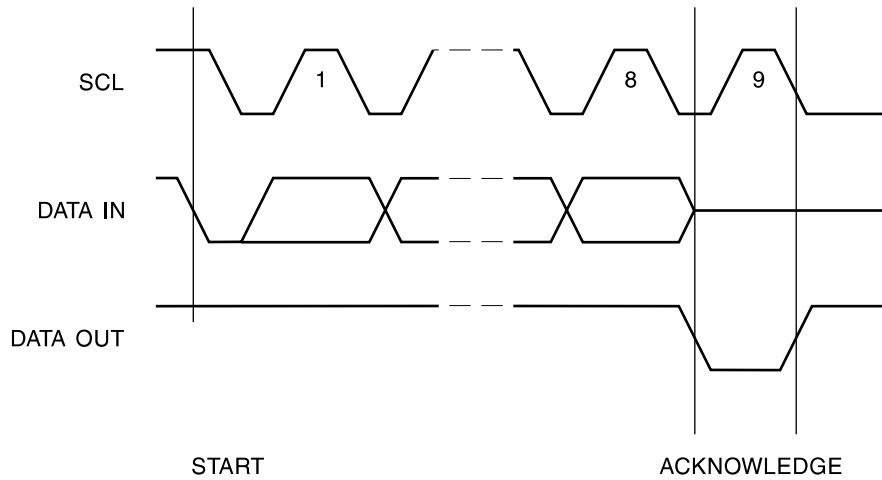 SCL
1
8
9
DATA IN
DATA OUT
START
ACKNOWLEDGE